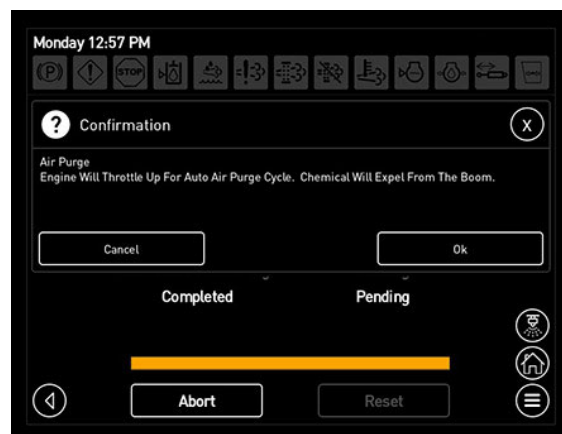 Monday 12:57 PM
(P)
STOP
? Confirmation X
Air Purge
Engine Will Throttle Up For Auto Air Purge Cycle. Chemical Will Expel From The Boom.
Cancel Ok
Completed Pending
Abort Reset